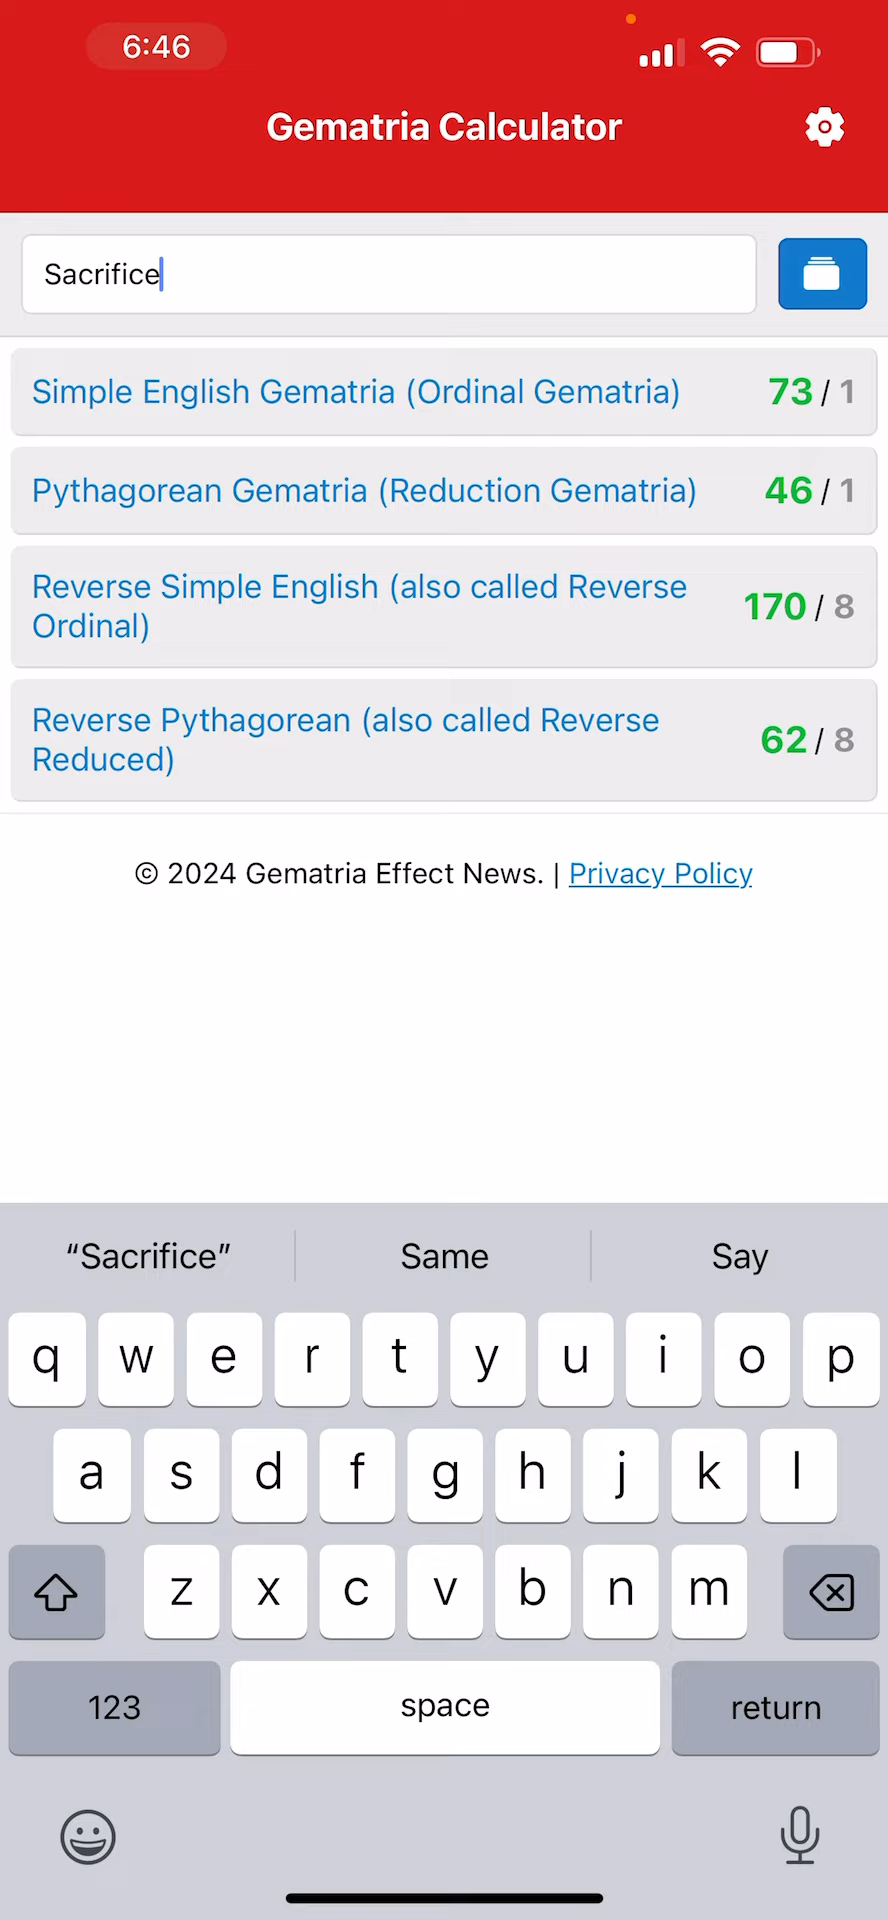 6:46
Gematria Calculator
Sacrifice
Simple English Gematria (Ordinal Gematria) 73 / 1
Pythagorean Gematria (Reduction Gematria) 46 / 1
Reverse Simple English (also called Reverse
Ordinal) 170 / 8
Reverse Pythagorean (also called Reverse
Reduced) 62 / 8
© 2024 Gematria Effect News. | Privacy Policy
“Sacrifice” Same Say
q w e r t y u i o p
a s d f g h j k l
z x c v b n m
123 space return